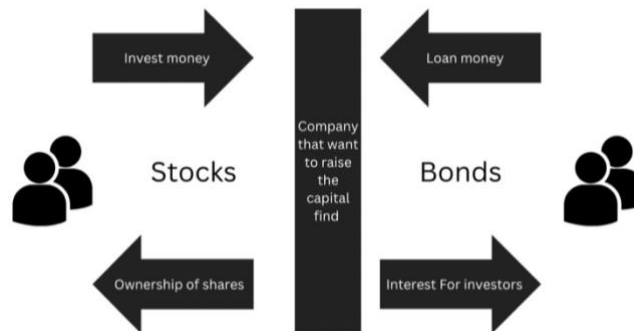 Invest money
Loan money
Company
that want
to raise
the
capital
find
Stocks
Bonds
Ownership of shares
Interest For investors